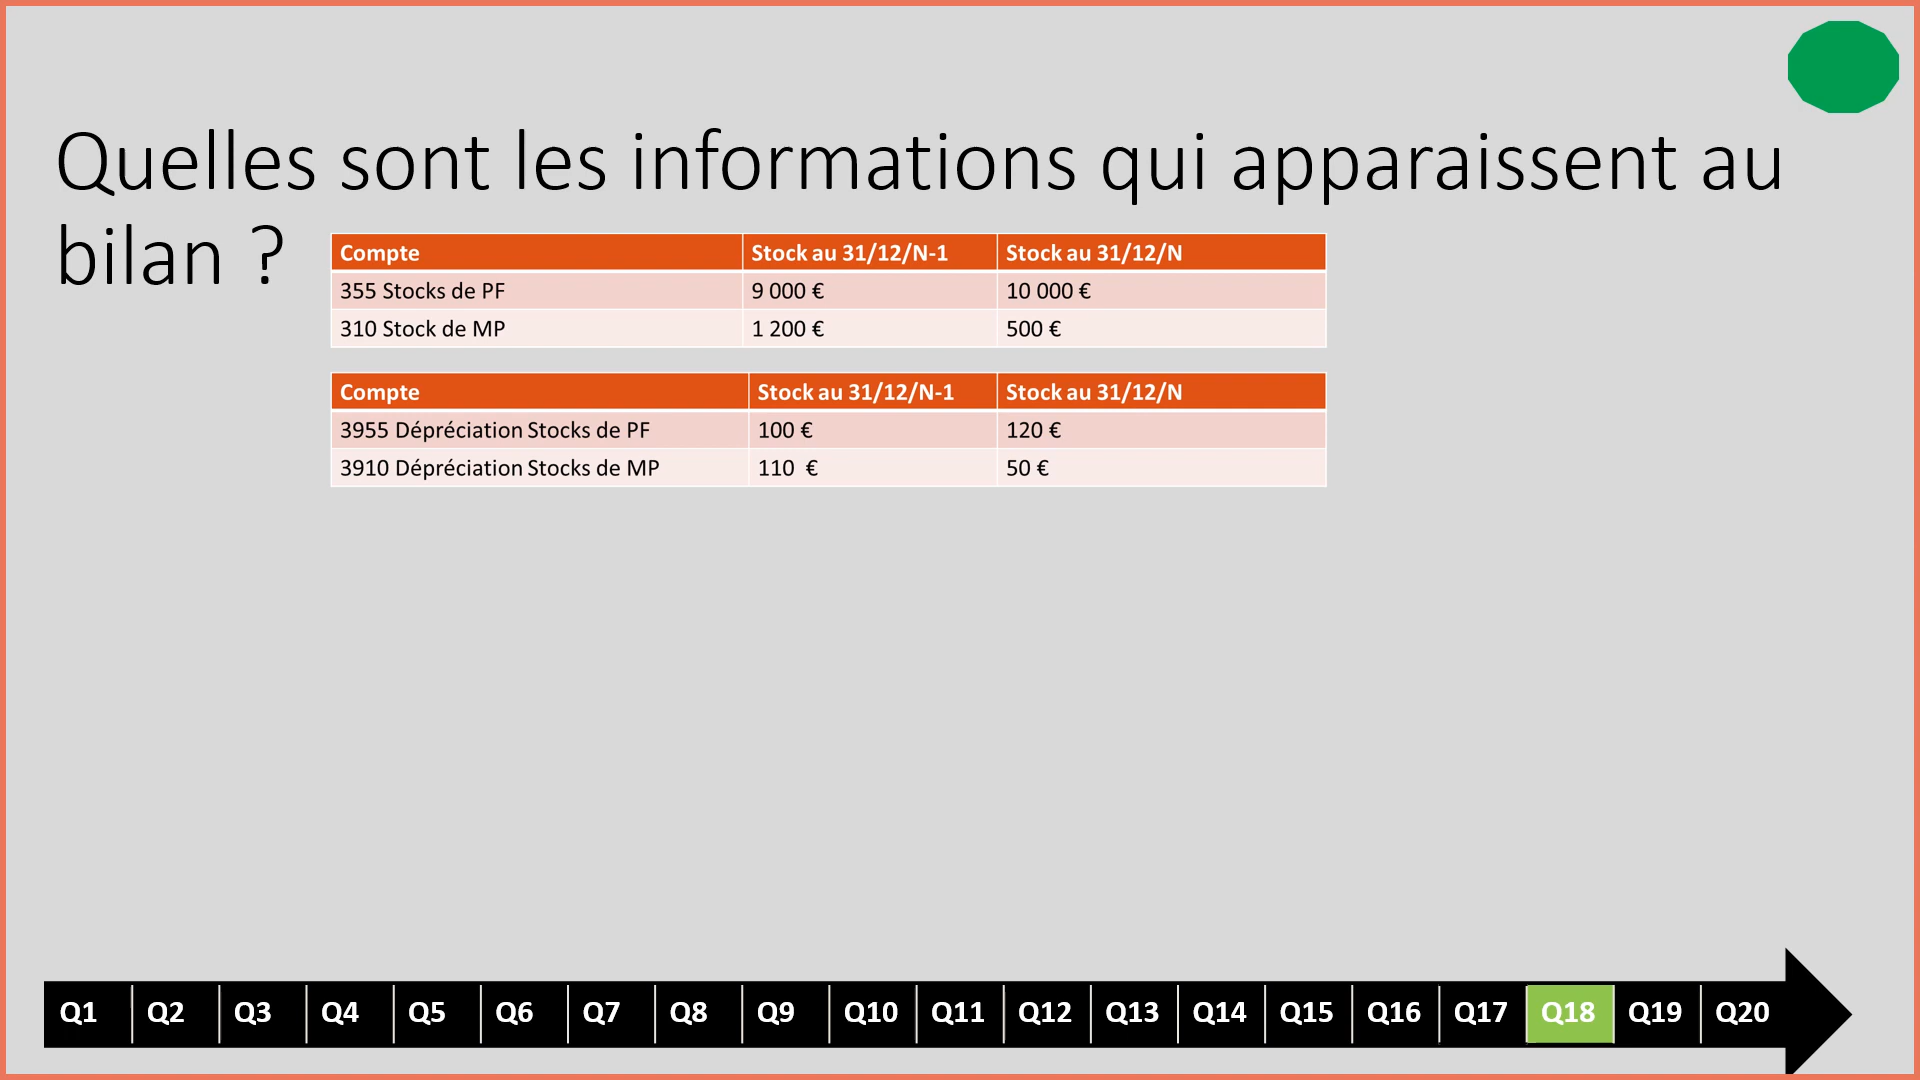 Quelles sont les informations qui apparaissent au
bilan ?
Compte Stock au 31/12/N-1 Stock au 31/12/N
355 Stocks de PF 9 000 € 10 000 €
310 Stock de MP 1 200 € 500 €
Compte Stock au 31/12/N-1 Stock au 31/12/N
3955 Dépréciation Stocks de PF 100 € 120 €
3910 Dépréciation Stocks de MP 110 € 50 €
Q1 Q2 Q3 Q4 Q5 Q6 Q7 Q8 Q9 Q10 Q11 Q12 Q13 Q14 Q15 Q16 Q17 Q18 Q19 Q20